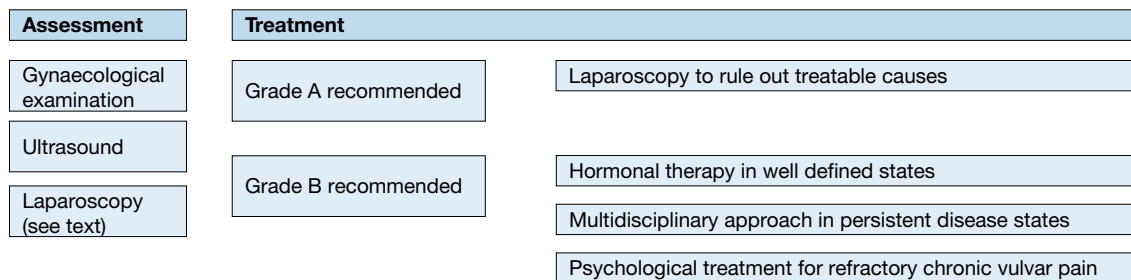 Assessment
Treatment
Gynaecological
examination
Ultrasound
Laparoscopy
(see text)
Grade A recommended
Laparoscopy to rule out treatable causes
Grade B recommended
Hormonal therapy in well defined states
Multidisciplinary approach in persistent disease states
Psychological treatment for refractory chronic vulvar pain